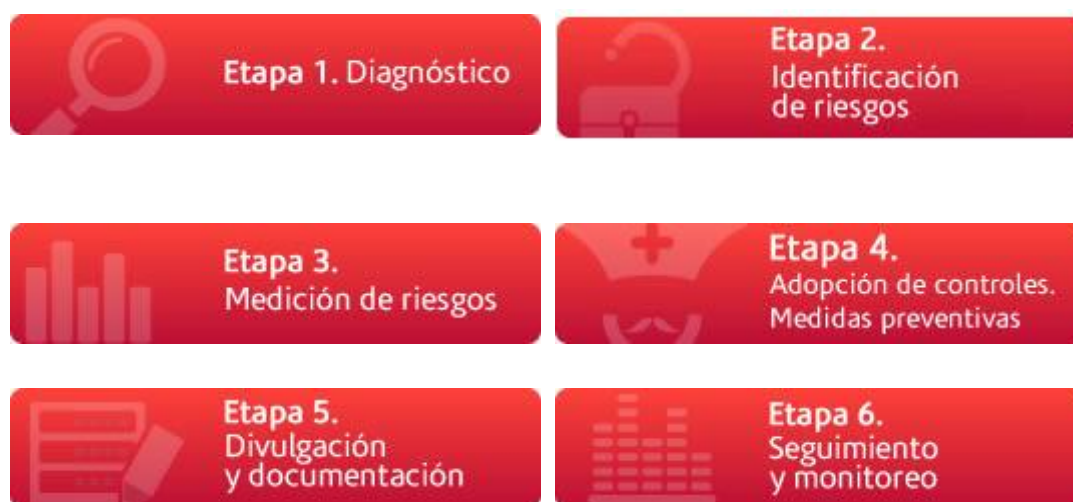 Etapa 1. Diagnóstico
Etapa 2.
Identificación
de riesgos
Etapa 3.
Medición de riesgos
Etapa 4.
Adopción de controles.
Medidas preventivas
Etapa 5.
Divulgación
y documentación
Etapa 6.
Seguimiento
y monitoreo